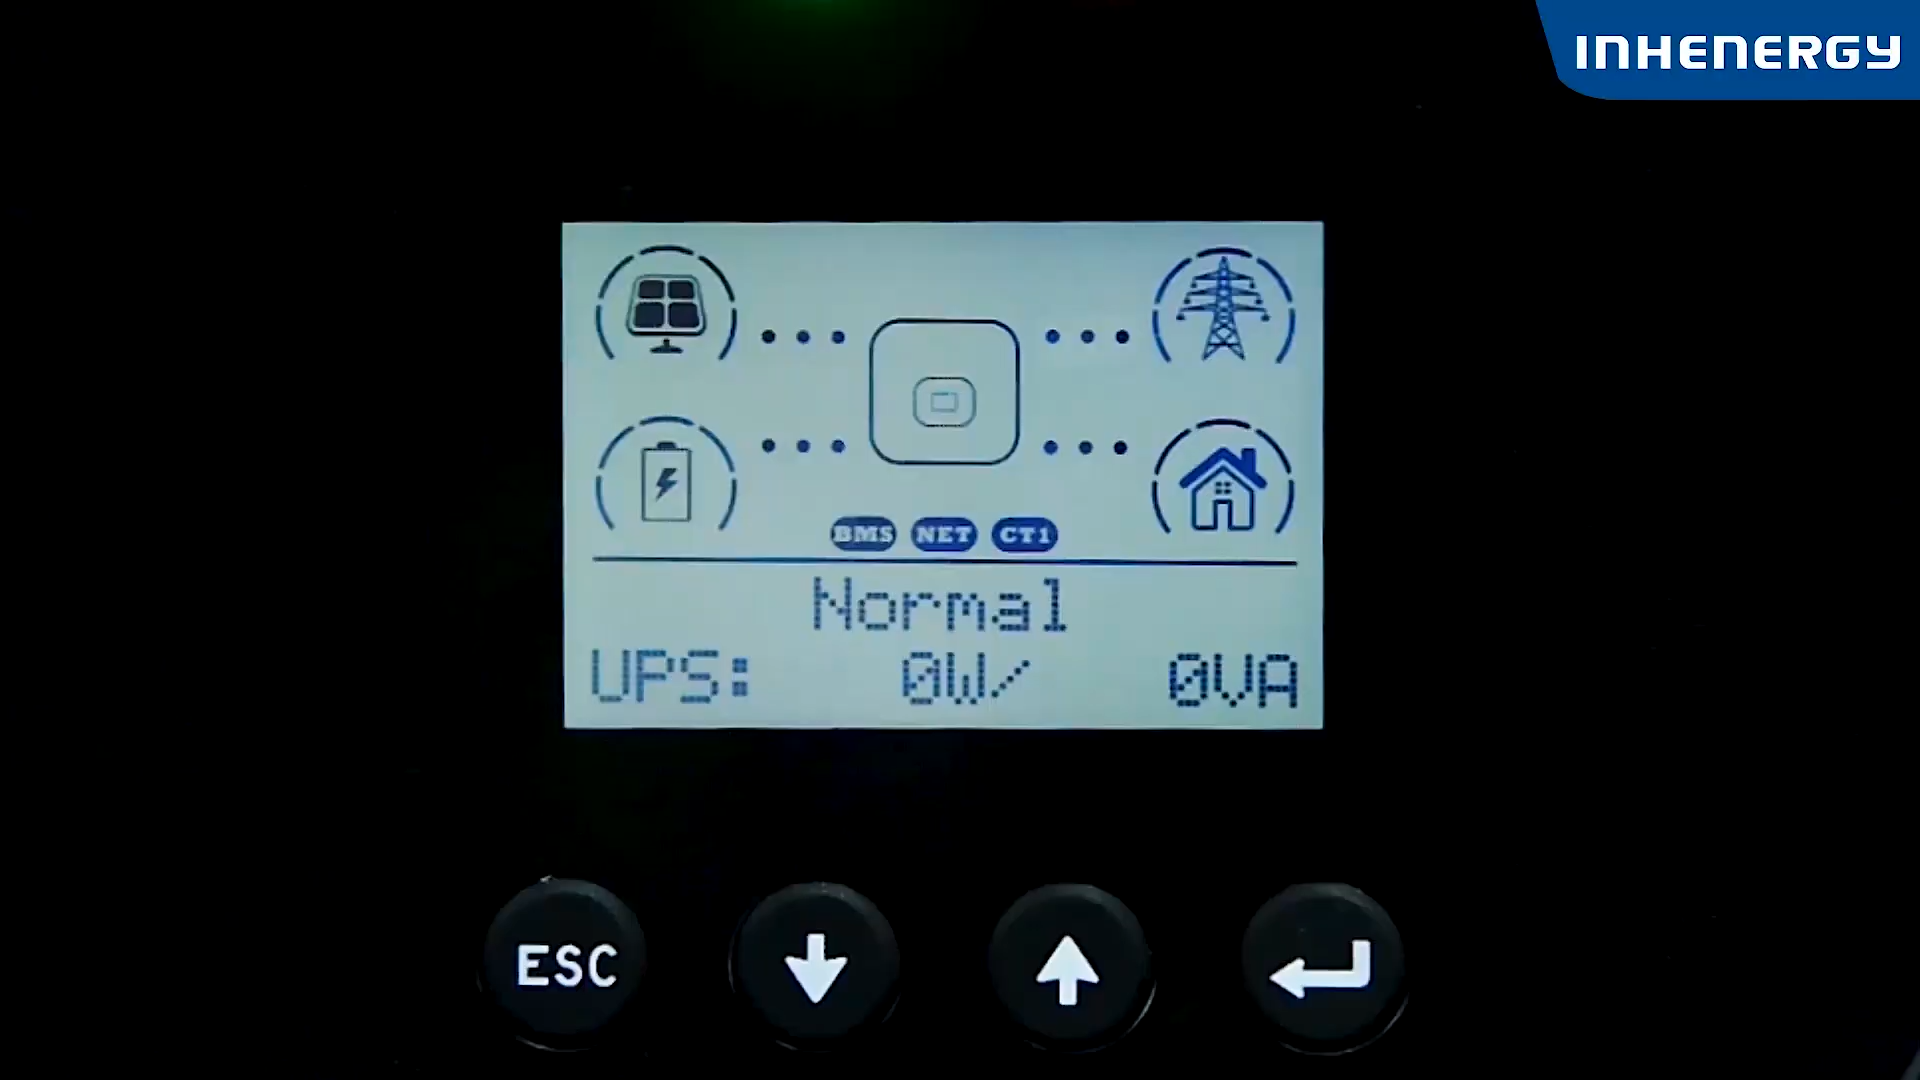 INHENERGY
BMS NET CT1
Normal
UPS: 0W/ 0VA
ESC